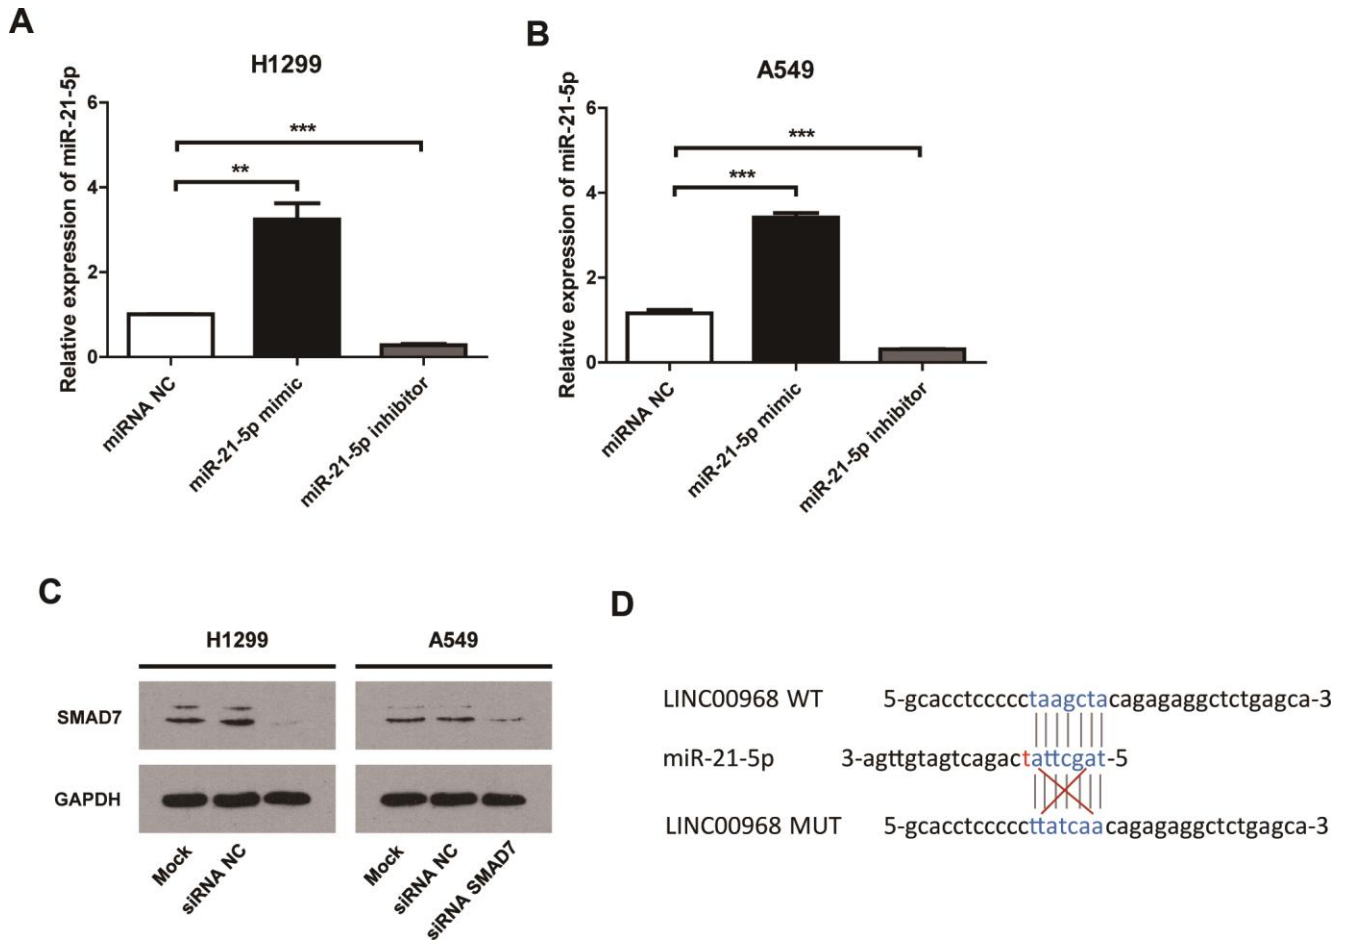 A
H1299
Relative expression of miR-21-5p
6
4
2
0
***
**
miRNA NC
miR-21-5p mimic
miR-21-5p inhibitor
B
A549
Relative expression of miR-21-5p
6
4
2
0
***
***
miRNA NC
miR-21-5p mimic
miR-21-5p inhibitor
C
H1299 A549
SMAD7
GAPDH
Mock
siRNA NC
Mock
siRNA NC
siRNA SMAD7
D
LINC00968 WT 5-gcacctccccctaagctacagagaggctctgagca-3
miR-21-5p 3-agttgtagtcagactattcgat-5
LINC00968 MUT 5-gcacctcccccttatcaacagagaggctctgagca-3